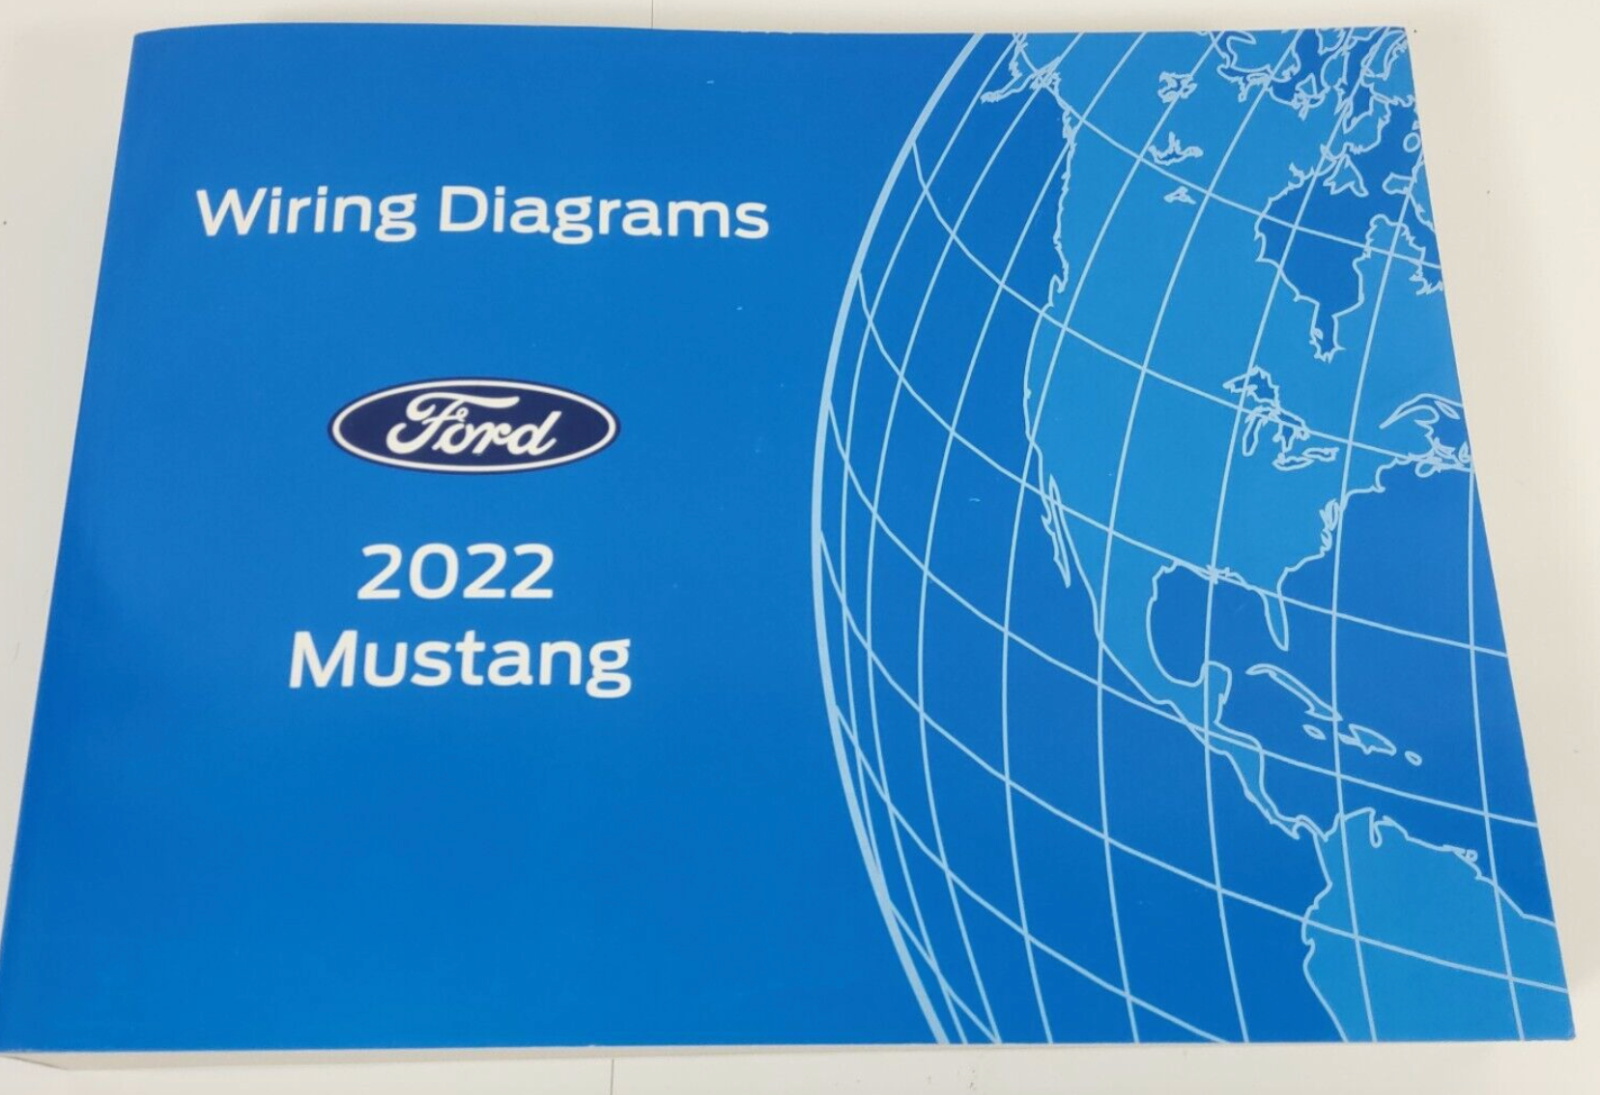 Wiring Diagrams
Ford
2022
Mustang